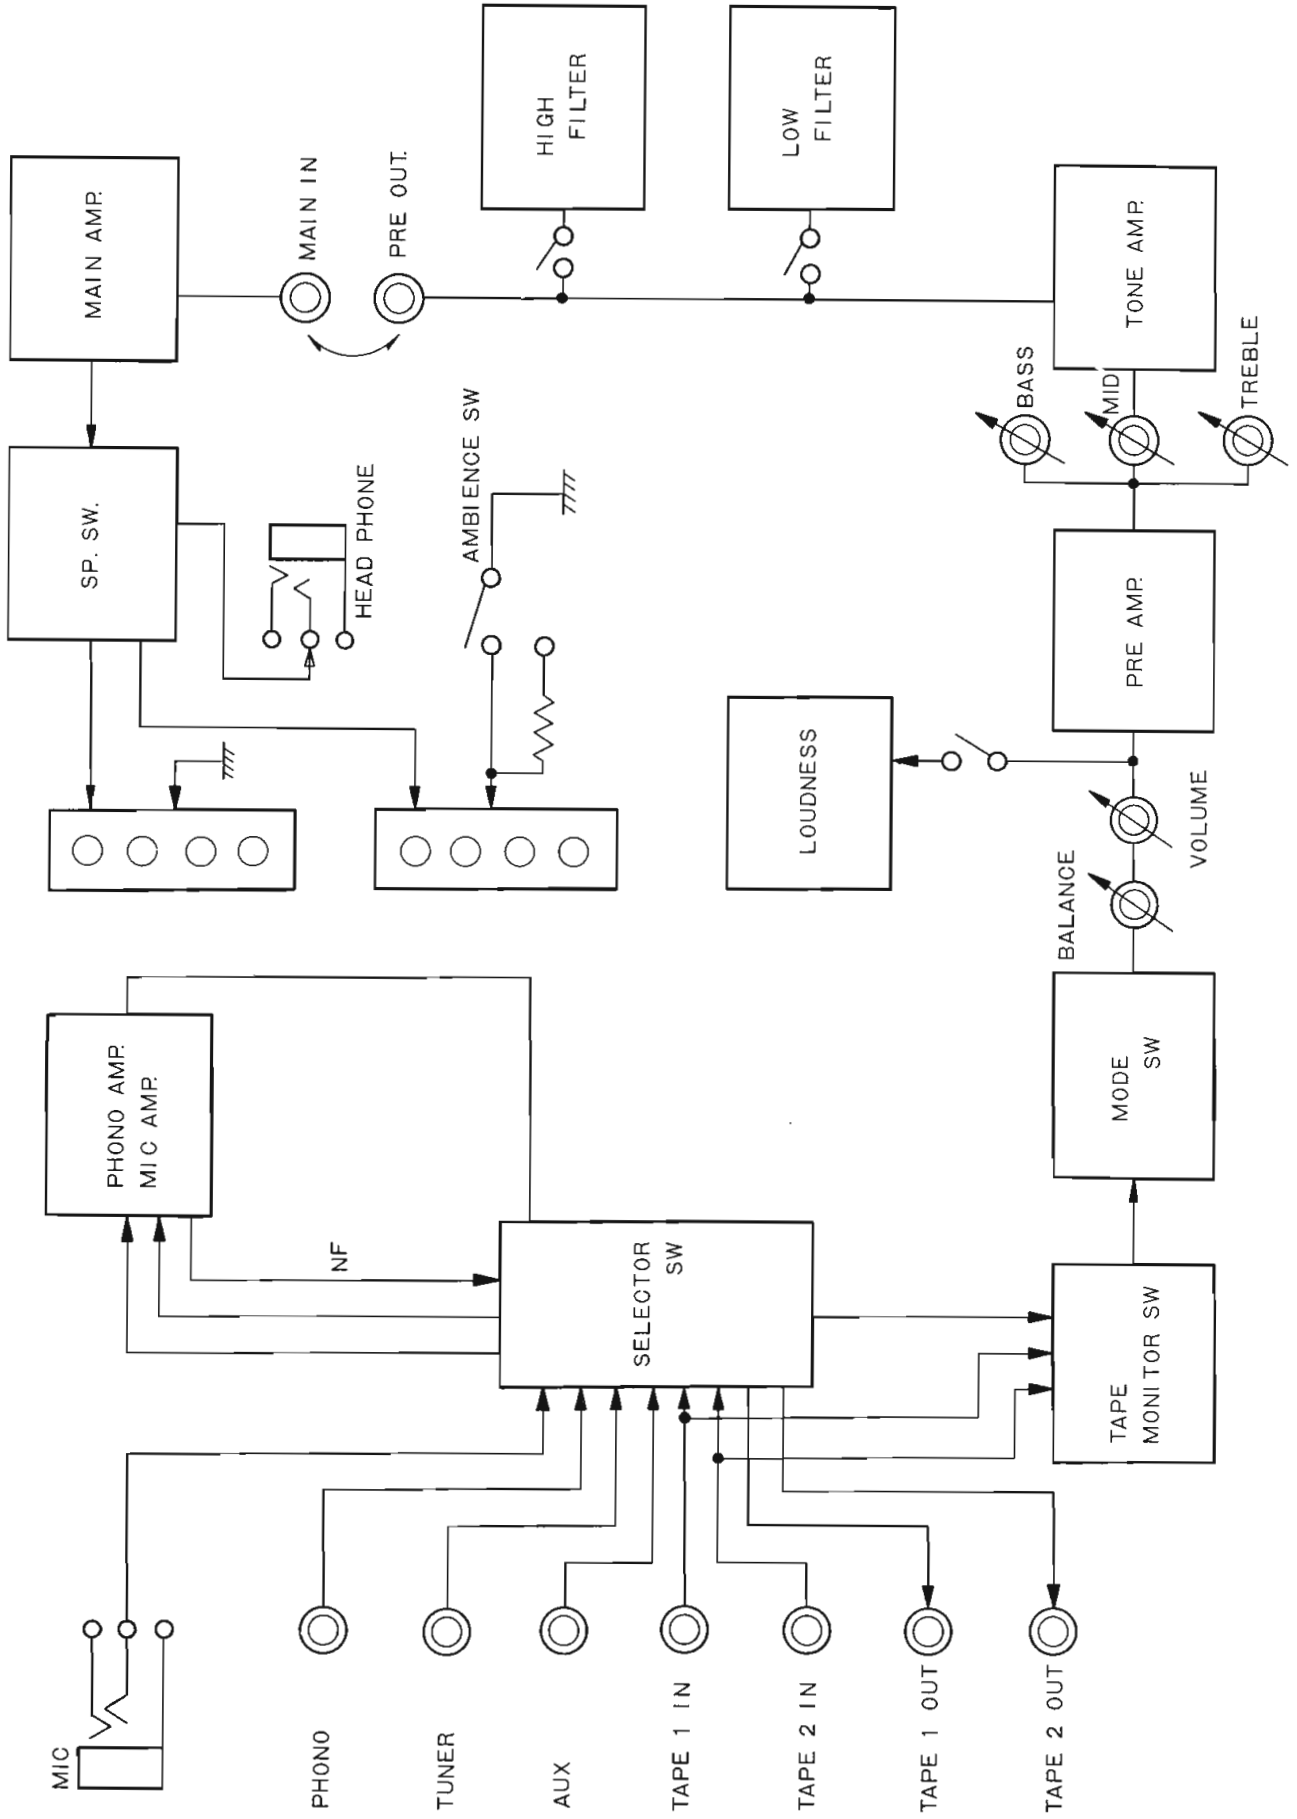 MIC
PHONO
TUNER
AUX
TAPE 1 IN
TAPE 2 IN
TAPE 1 OUT
TAPE 2 OUT
PHONO AMP.
MIC AMP.
NF
SELECTOR
SW
TAPE
MONITOR SW
MODE
SW
BALANCE
VOLUME
LOUDNESS
PRE AMP.
BASS
MID
TREBLE
TONE AMP.
LOW
FILTER
HIGH
FILTER
PRE OUT.
MAIN IN
MAIN AMP.
SP. SW.
HEAD PHONE
AMBIENCE SW